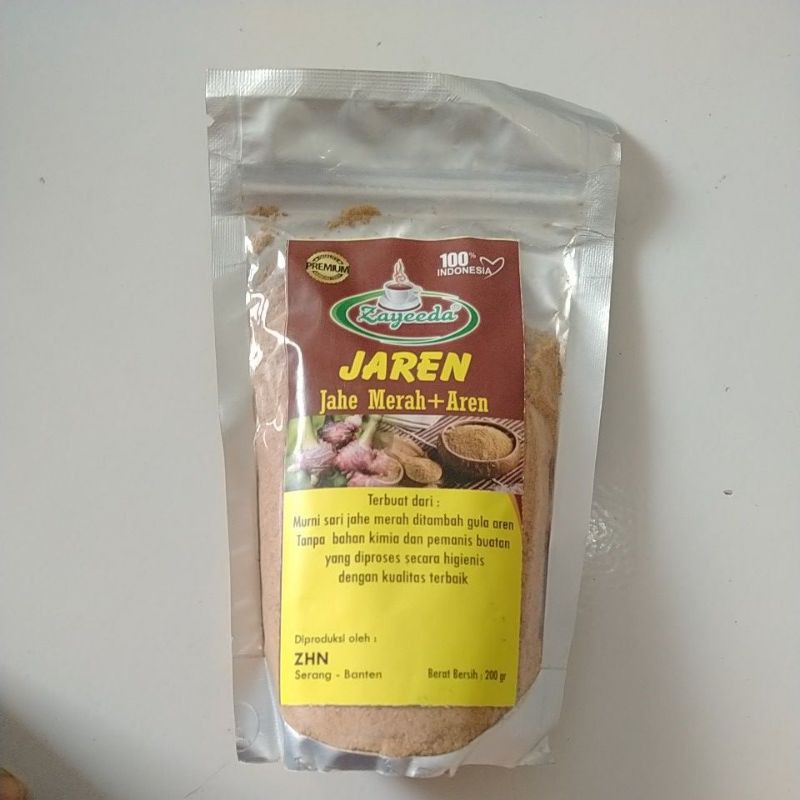 PREMIUM
100%
INDONESIA
Zayeeda
JAREN
Jahe Merah+Aren
Terbuat dari :
Murni sari jahe merah ditambah gula aren
Tanpa bahan kimia dan pemanis buatan
yang diproses secara higienis
dengan kualitas terbaik
Diproduksi oleh :
ZHN
Serang - Banten
Berat Bersih : 200 gr